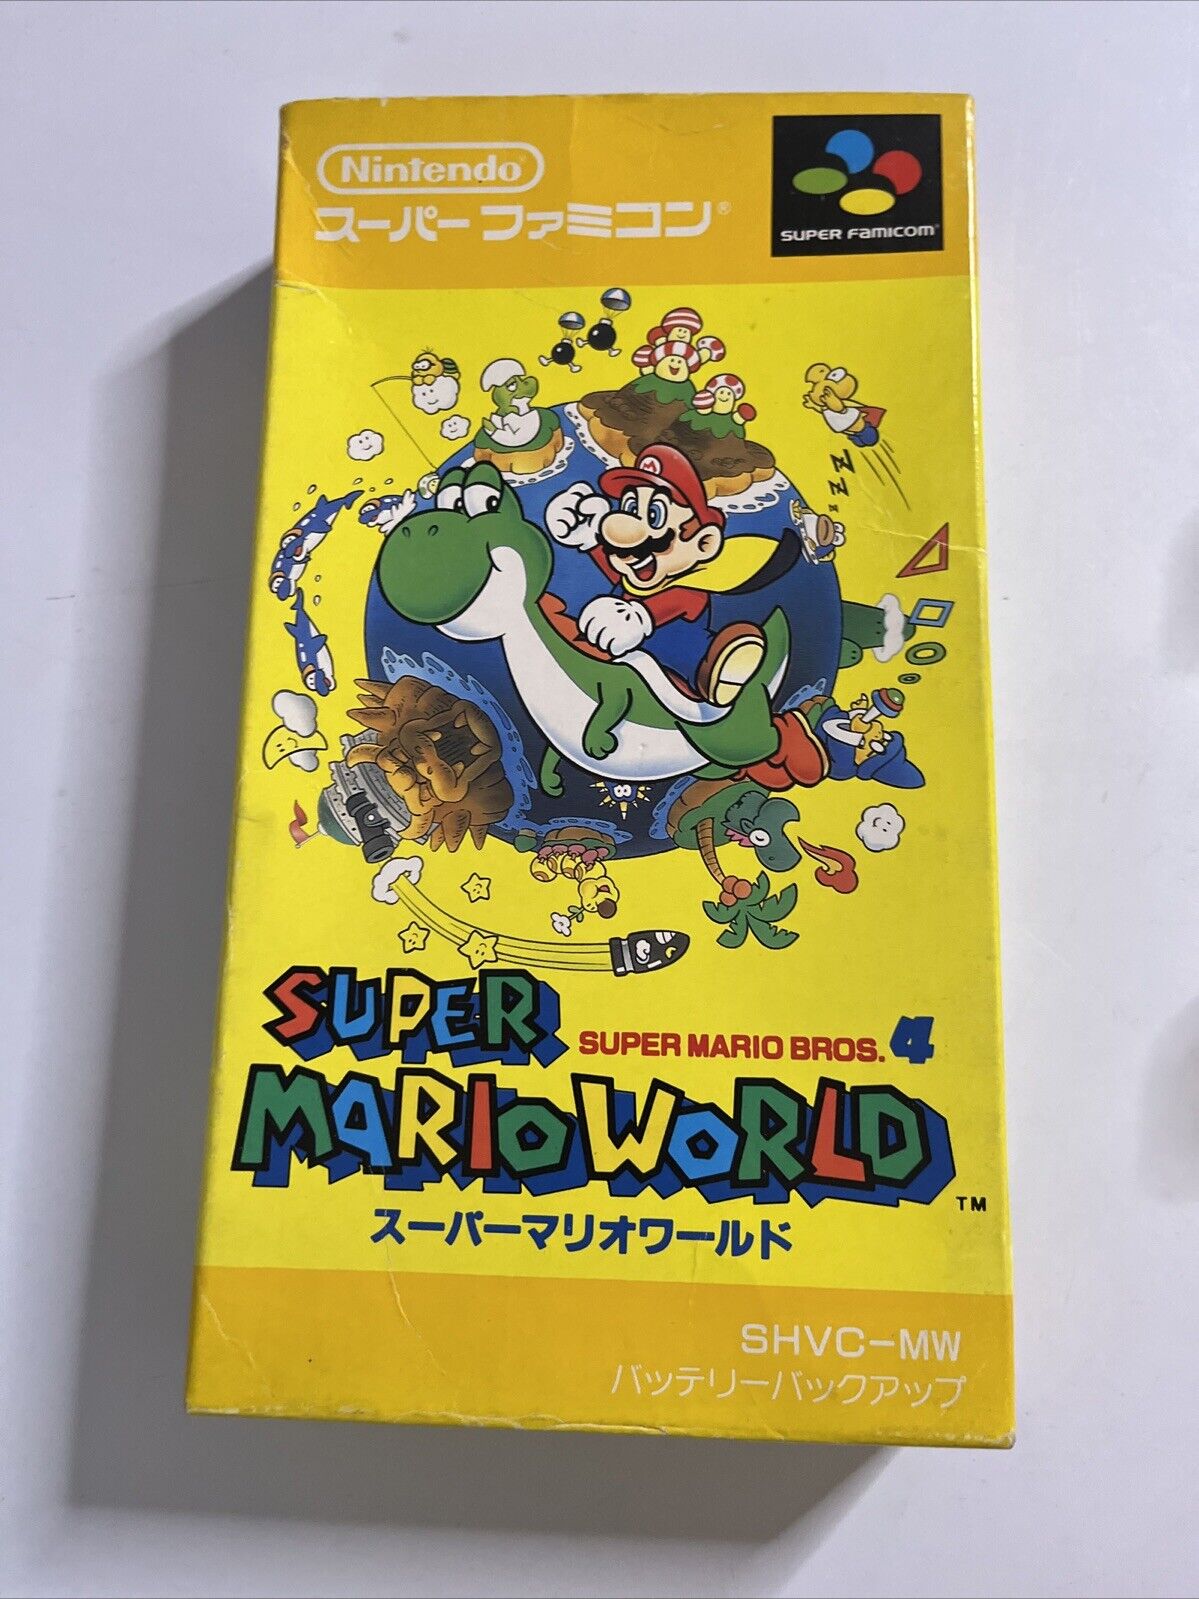 Nintendo®
スーパーファミコン®
SUPER FAMICOM®
M
ZZZ
SUPER
SUPER MARIO BROS. 4
MARIO WORLD™
スーパーマリオワールド
SHVC-MW
バッテリーバックアップ